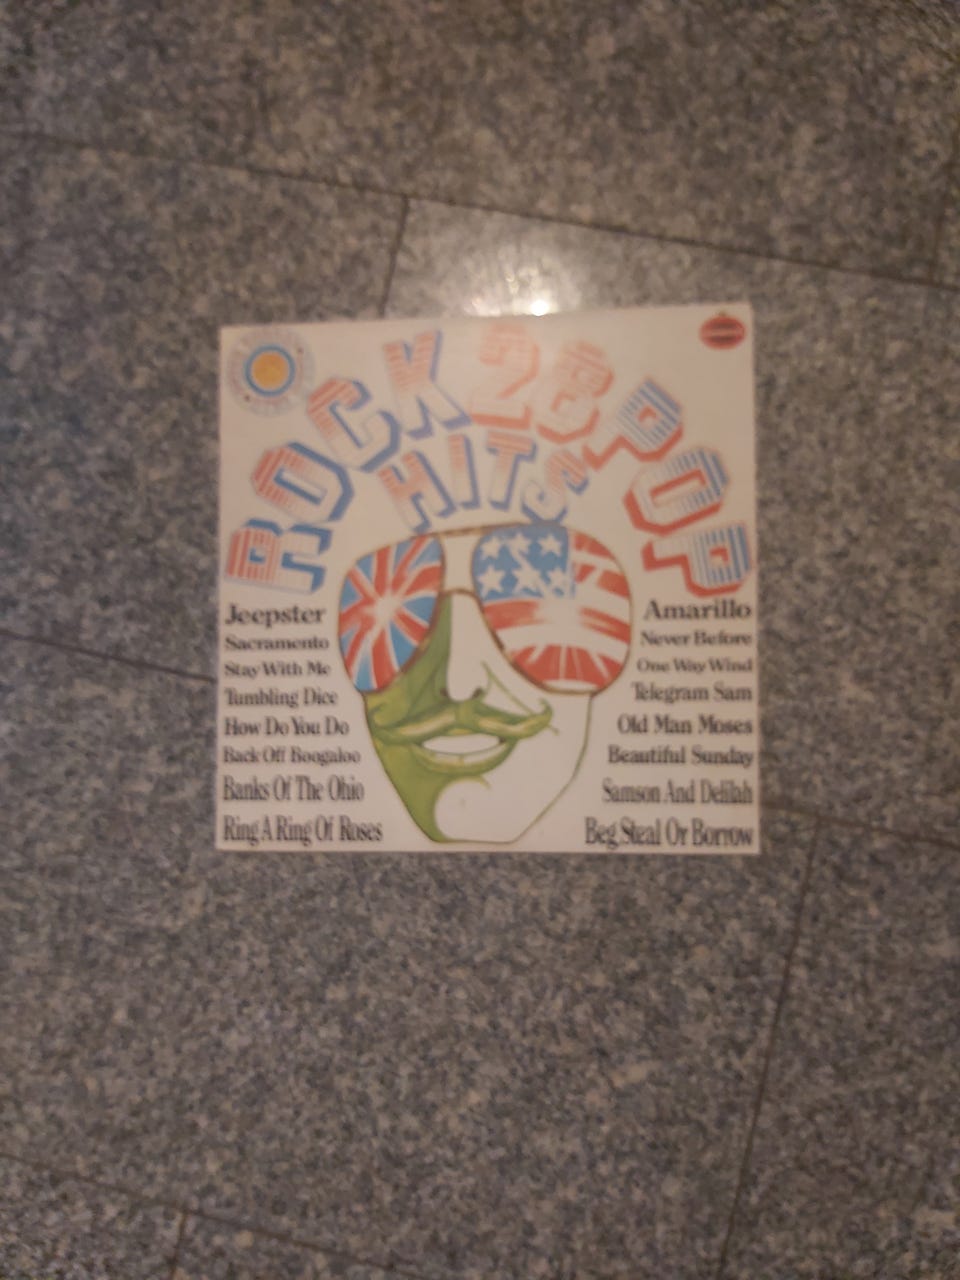 ROCK 28 POP
HITS
Jeepster
Sacramento
Stay With Me
Tumbling Dice
How Do You Do
Back Off Boogaloo
Banks Of The Ohio
Ring A Ring Of Roses
Amarillo
Never Before
One Way Wind
Telegram Sam
Old Man Moses
Beautiful Sunday
Samson And Delilah
Beg Steal Or Borrow